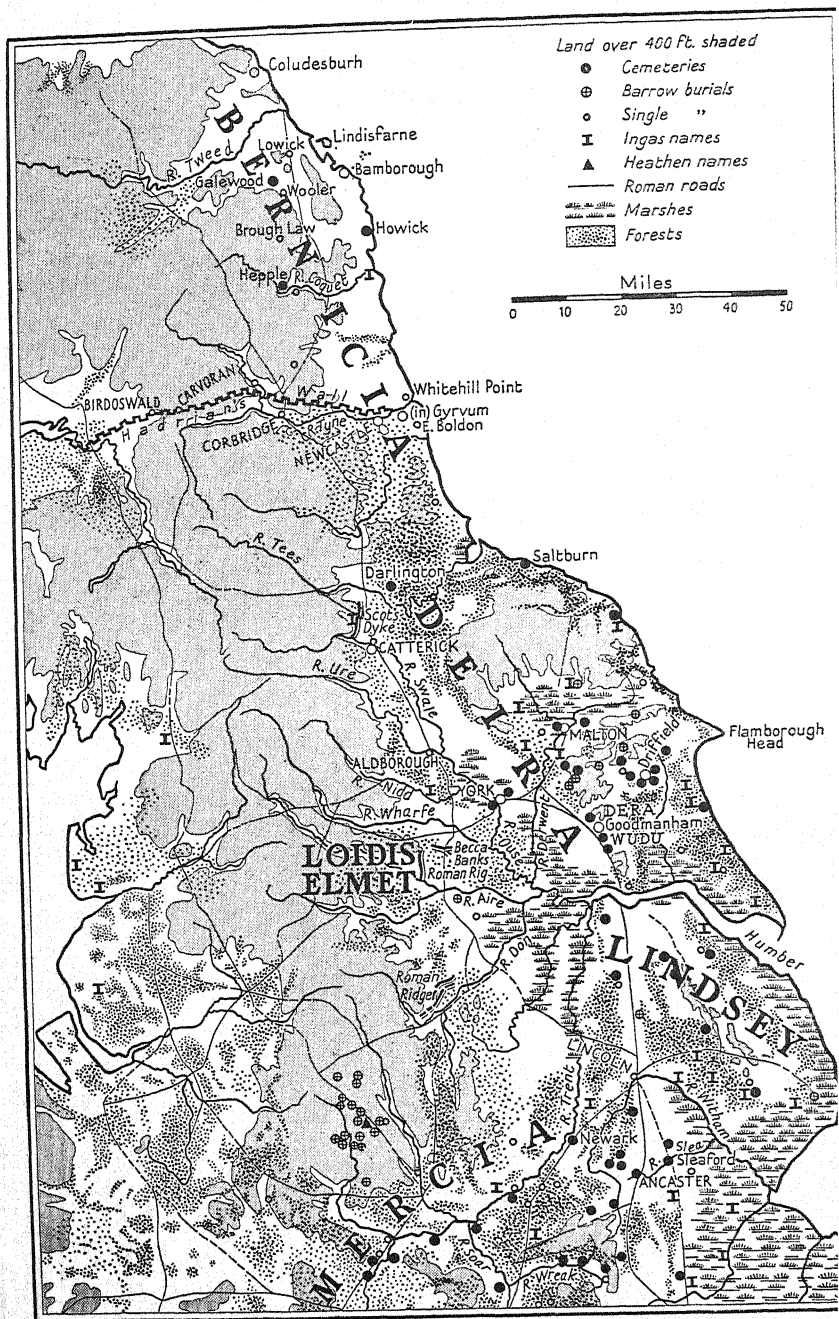 Land over 400 ft. shaded
Cemeteries
Barrow burials
Single "
Ingas names
Heathen names
Roman roads
Marshes
Forests
Miles
0 10 20 30 40 50
Coludesburh
BERNICIA
Lindisfarne
Lowick
R. Tweed
Bamborough
Galewood
Wooler
Brough Law
Howick
Hepple
R. Coquet
Whitehill Point
CARVORAN
Wall
BIRDOSWALD
Hadrian's
(in) Gyrvum
E. Boldon
CORBRIDGE
NEWCASTLE
R. Tees
Saltburn
Darlington
DEIRA
Scots
Dyke
CATTERICK
R. Ure
R. Swale
MALTON
Driffield
Flamborough
Head
ALDBOROUGH
R. Nidd
YORK
R. Wharfe
R. Derwent
DERA
Goodmanham
WUDU
R. Ouse
LOIDIS
ELMET
Becca
Banks
Roman Rig
R. Aire
Humber
LINDSEY
R. Don
Roman
Ridge
LINCOLN
R. Trent
R. Witham
MERCIA
Newark
R. Slea
Sleaford
ANCASTER
R. Soar
R. Wreak